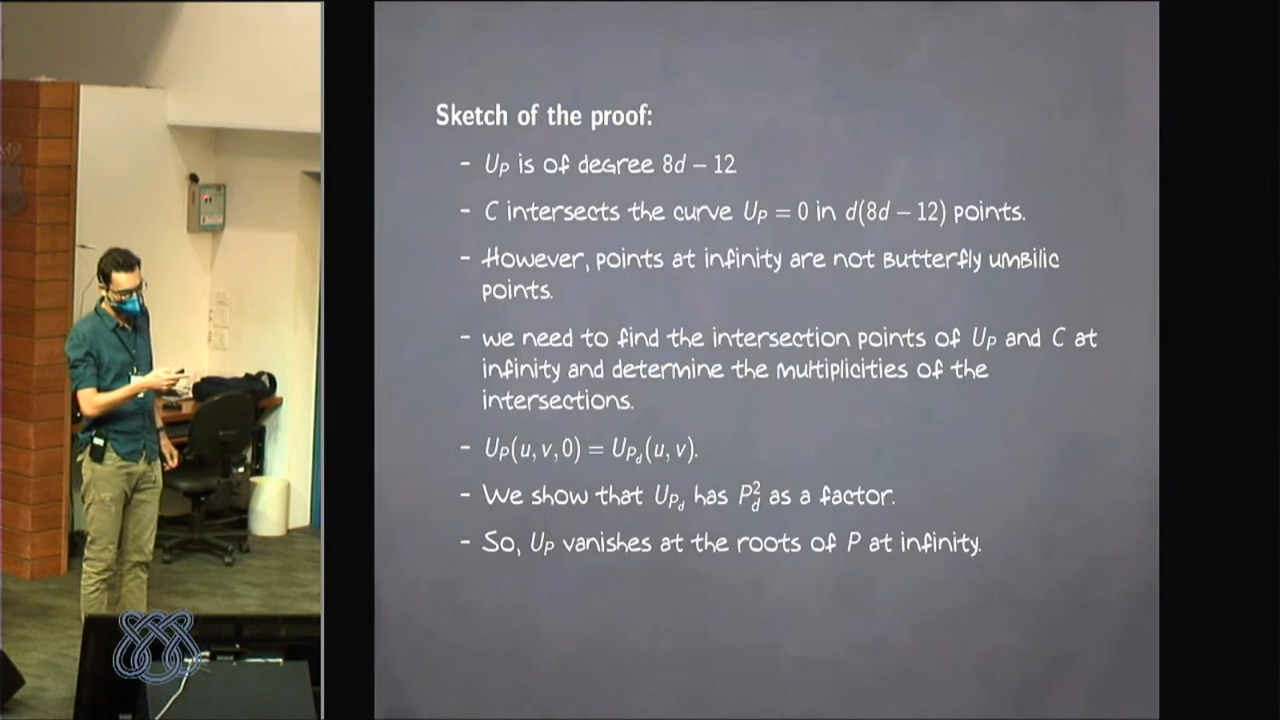 Sketch of the proof:
- U_P is of degree 8d − 12
- C intersects the curve U_P = 0 in d(8d − 12) points.
- However, points at infinity are not butterfly umbilic
points.
- we need to find the intersection points of U_P and C at
infinity and determine the multiplicities of the
intersections.
- U_P(u, v, 0) = U_{P_d}(u, v).
- We show that U_{P_d} has P_d^2 as a factor.
- So, U_P vanishes at the roots of P at infinity.